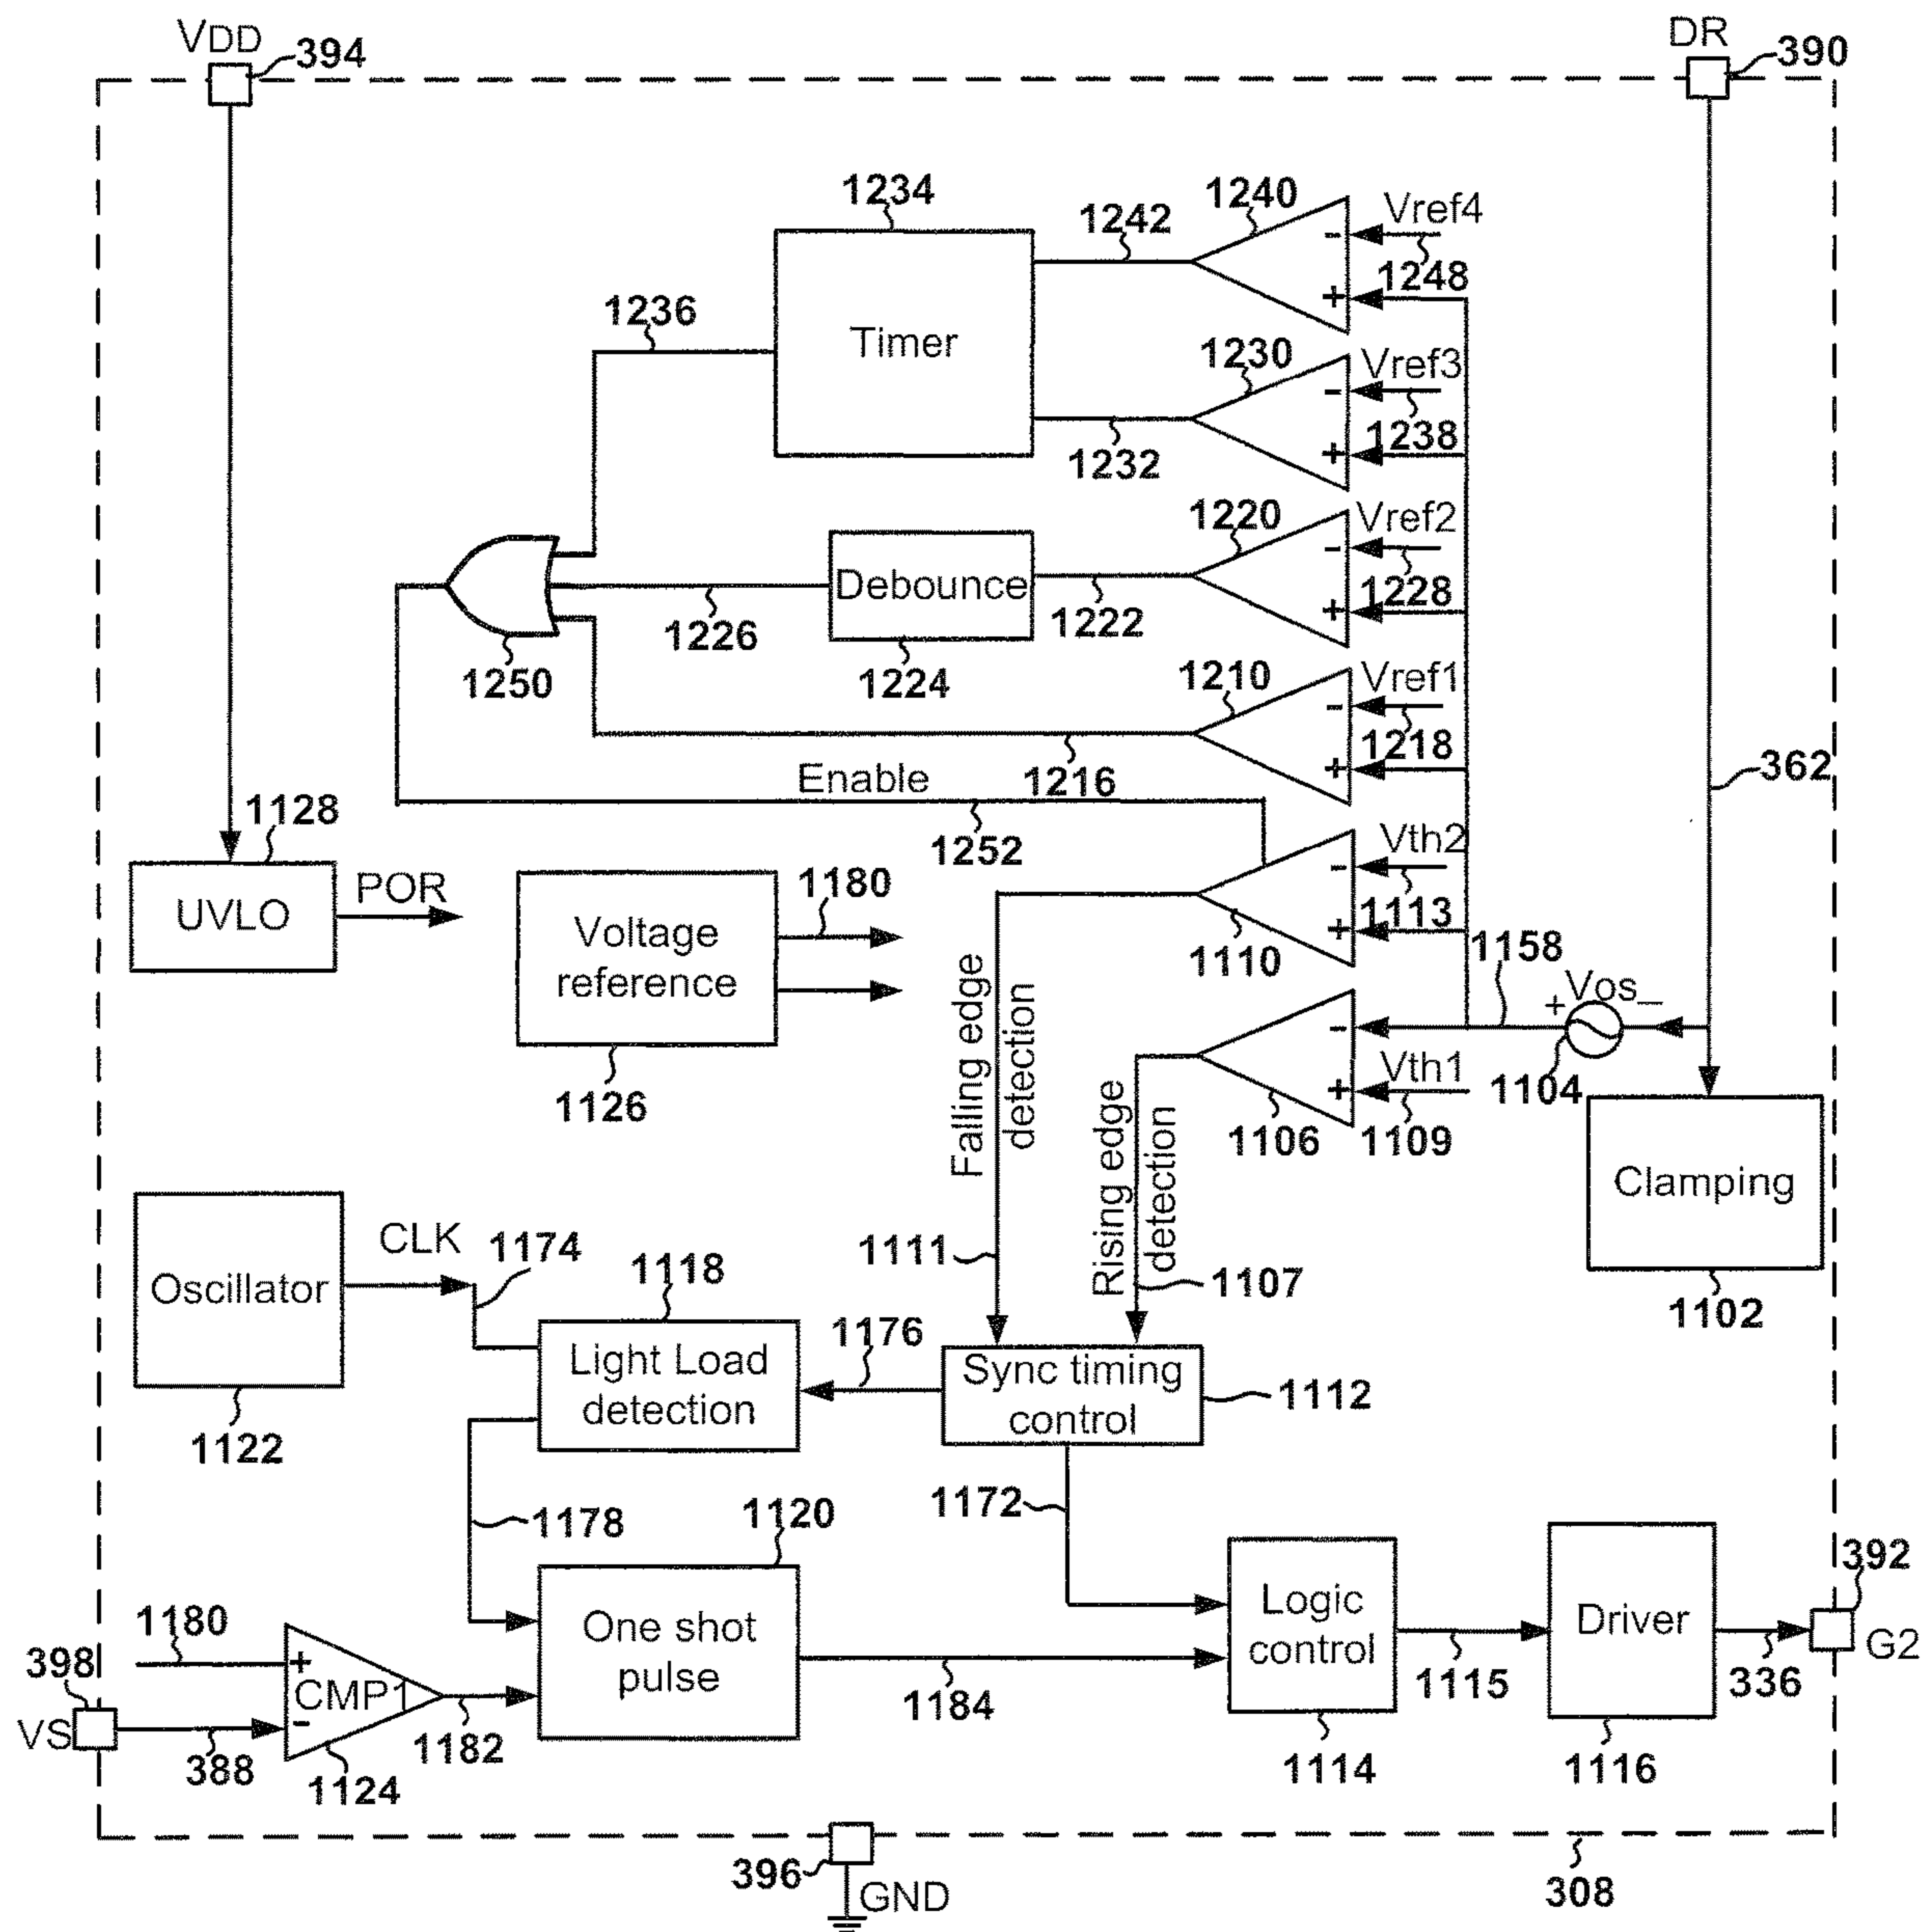 VDD
394
DR
390
1234
1242
1240
Vref4
-
1248
+
1236
Timer
1230
Vref3
-
1238
+
1232
1220
Vref2
-
1228
+
Debounce
1222
1226
1224
1250
1210
Vref1
-
1218
+
1216
Enable
1252
362
1128
UVLO
POR
1180
Voltage
reference
1126
Vth2
-
1113
+
1110
1158
+ Vos_
1104
-
Vth1
+
1109
1106
Falling edge
detection
Rising edge
detection
Clamping
1102
1111
1107
Oscillator
1122
CLK
1174
1118
Light Load
detection
1176
Sync timing
control
1112
1172
1178
1120
One shot
pulse
1180
398
VS
388
+
CMP1
-
1124
1182
1184
Logic
control
1114
1115
Driver
1116
336
392
G2
396
GND
308